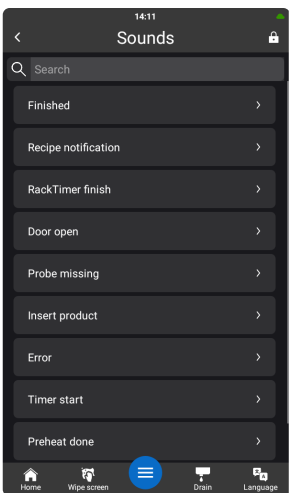 14:11
Sounds
Search
Finished
Recipe notification
RackTimer finish
Door open
Probe missing
Insert product
Error
Timer start
Preheat done
Home Wipe screen Drain Language